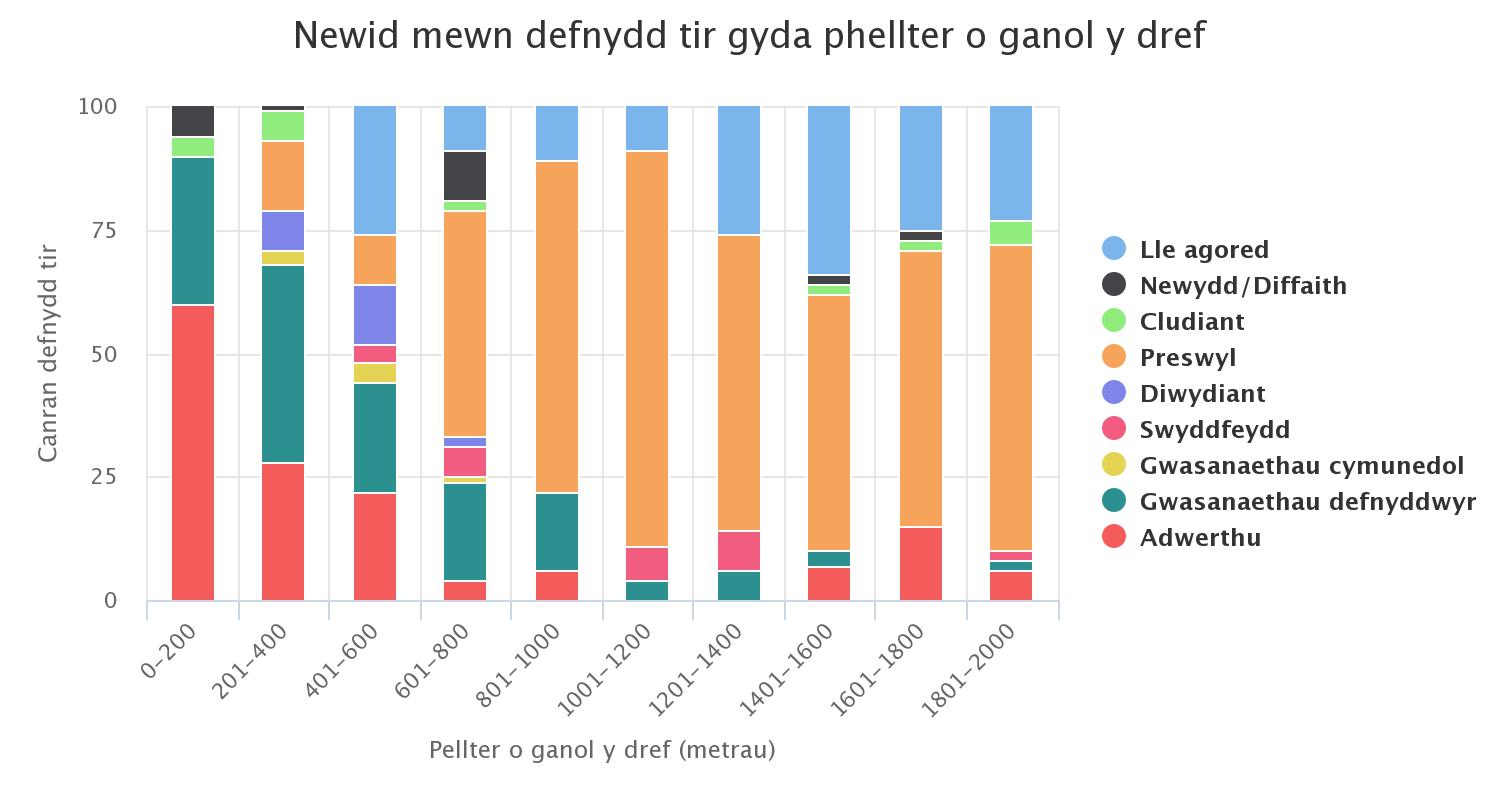 Newid mewn defnydd tir gyda phellter o ganol y dref
Canran defnydd tir
100
75
50
25
0
0–200
201–400
401–600
601–800
801–1000
1001–1200
1201–1400
1401–1600
1601–1800
1801–2000
Pellter o ganol y dref (metrau)
Lle agored
Newydd/Diffaith
Cludiant
Preswyl
Diwydiant
Swyddfeydd
Gwasanaethau cymunedol
Gwasanaethau defnyddwyr
Adwerthu